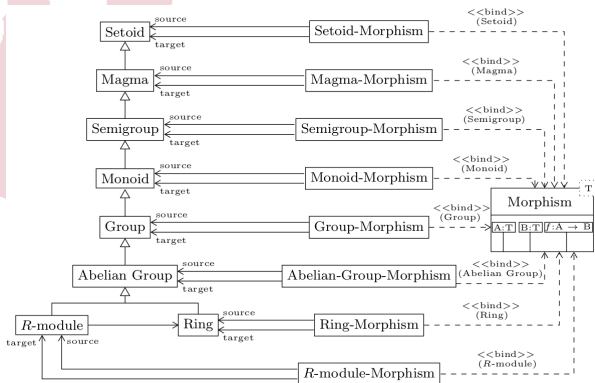 source
<<bind>>
(Setoid)
Setoid
Setoid-Morphism
target
source
<<bind>>
(Magma)
Magma
Magma-Morphism
target
source
<<bind>>
(Semigroup)
Semigroup
Semigroup-Morphism
target
source
<<bind>>
(Monoid)
Monoid
Monoid-Morphism
target
T
Morphism
source
<<bind>>
(Group)
Group
Group-Morphism
target
A:T
B:T
f:A → B
source
<<bind>>
(Abelian Group)
Abelian Group
Abelian-Group-Morphism
target
source
<<bind>>
(Ring)
R-module
Ring
Ring-Morphism
target
target
source
<<bind>>
(R-module)
R-module-Morphism